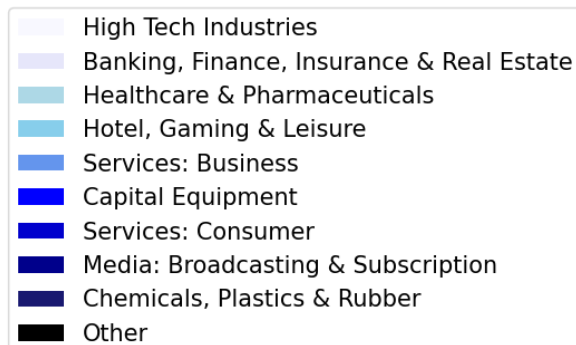 High Tech Industries
Banking, Finance, Insurance & Real Estate
Healthcare & Pharmaceuticals
Hotel, Gaming & Leisure
Services: Business
Capital Equipment
Services: Consumer
Media: Broadcasting & Subscription
Chemicals, Plastics & Rubber
Other